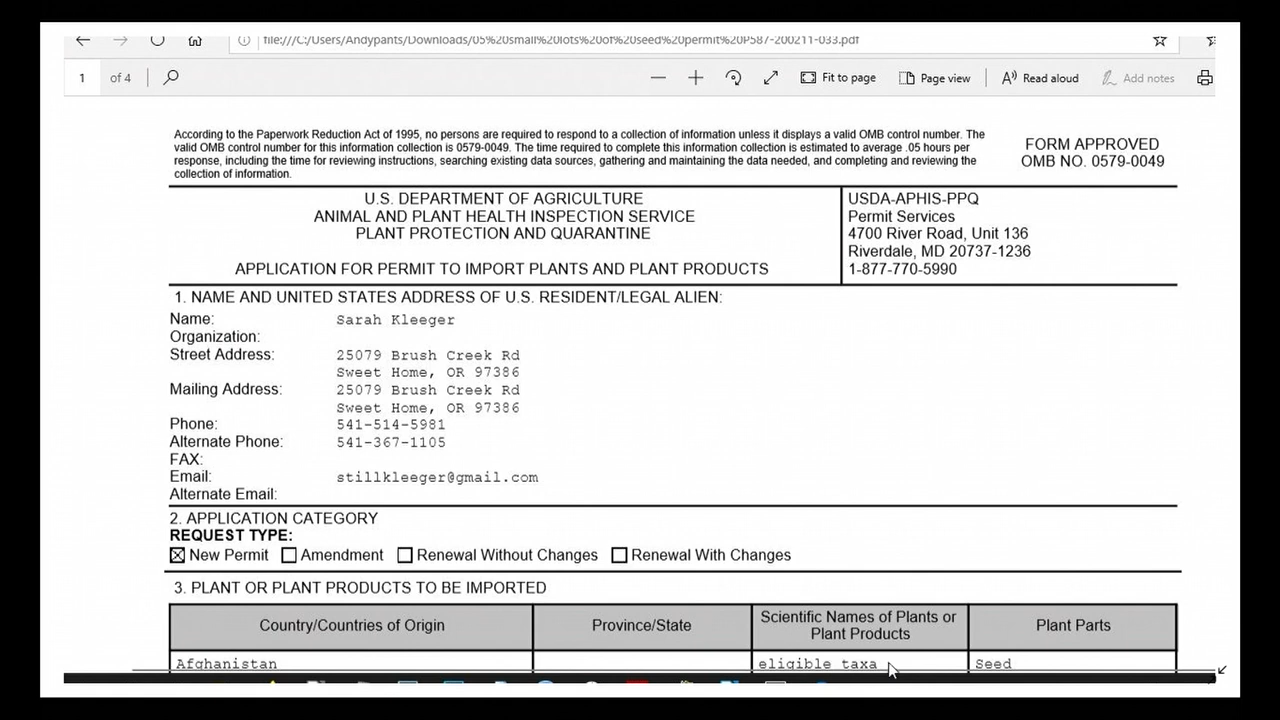 file:///C:/Users/Andypants/Downloads/05%20small%20lots%20of%20seed%20permit%20P587-200211-033.pdf
1 of 4 Fit to page Page view Read aloud Add notes
According to the Paperwork Reduction Act of 1995, no persons are required to respond to a collection of information unless it displays a valid OMB control number. The
valid OMB control number for this information collection is 0579-0049. The time required to complete this information collection is estimated to average .05 hours per
response, including the time for reviewing instructions, searching existing data sources, gathering and maintaining the data needed, and completing and reviewing the
collection of information.
FORM APPROVED
OMB NO. 0579-0049
U.S. DEPARTMENT OF AGRICULTURE
ANIMAL AND PLANT HEALTH INSPECTION SERVICE
PLANT PROTECTION AND QUARANTINE
APPLICATION FOR PERMIT TO IMPORT PLANTS AND PLANT PRODUCTS
USDA-APHIS-PPQ
Permit Services
4700 River Road, Unit 136
Riverdale, MD 20737-1236
1-877-770-5990
1. NAME AND UNITED STATES ADDRESS OF U.S. RESIDENT/LEGAL ALIEN:
Name: Sarah Kleeger
Organization:
Street Address: 25079 Brush Creek Rd
Sweet Home, OR 97386
Mailing Address: 25079 Brush Creek Rd
Sweet Home, OR 97386
Phone: 541-514-5981
Alternate Phone: 541-367-1105
FAX:
Email: stillkleeger@gmail.com
Alternate Email:
2. APPLICATION CATEGORY
REQUEST TYPE:
New Permit Amendment Renewal Without Changes Renewal With Changes
3. PLANT OR PLANT PRODUCTS TO BE IMPORTED
Country/Countries of Origin Province/State Scientific Names of Plants or Plant Products Plant Parts
Afghanistan eligible taxa Seed